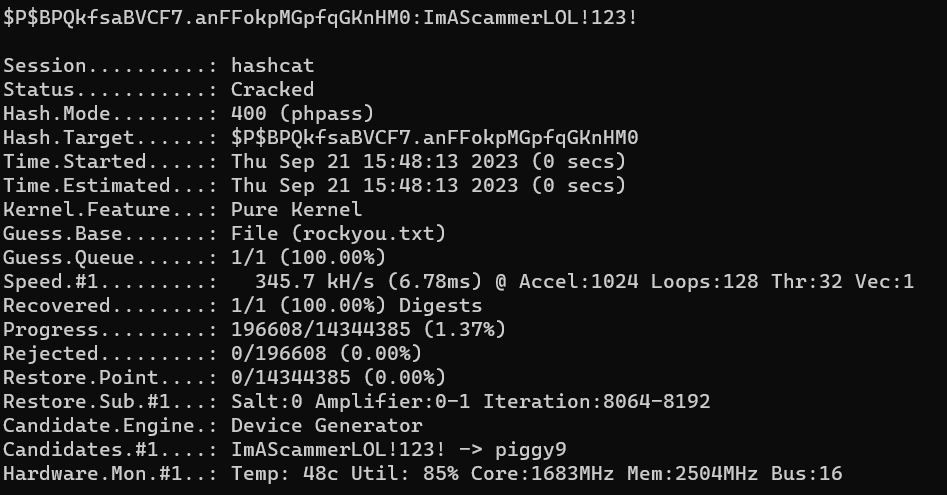 $P$BPQkfsaBVCF7.anFFokpMGpfqGKnHM0:ImAScammerLOL!123!
Session..........: hashcat
Status...........: Cracked
Hash.Mode........: 400 (phpass)
Hash.Target......: $P$BPQkfsaBVCF7.anFFokpMGpfqGKnHM0
Time.Started.....: Thu Sep 21 15:48:13 2023 (0 secs)
Time.Estimated...: Thu Sep 21 15:48:13 2023 (0 secs)
Kernel.Feature...: Pure Kernel
Guess.Base.......: File (rockyou.txt)
Guess.Queue......: 1/1 (100.00%)
Speed.#1.........:   345.7 kH/s (6.78ms) @ Accel:1024 Loops:128 Thr:32 Vec:1
Recovered........: 1/1 (100.00%) Digests
Progress.........: 196608/14344385 (1.37%)
Rejected.........: 0/196608 (0.00%)
Restore.Point....: 0/14344385 (0.00%)
Restore.Sub.#1...: Salt:0 Amplifier:0-1 Iteration:8064-8192
Candidate.Engine.: Device Generator
Candidates.#1....: ImAScammerLOL!123! -> piggy9
Hardware.Mon.#1..: Temp: 48c Util: 85% Core:1683MHz Mem:2504MHz Bus:16